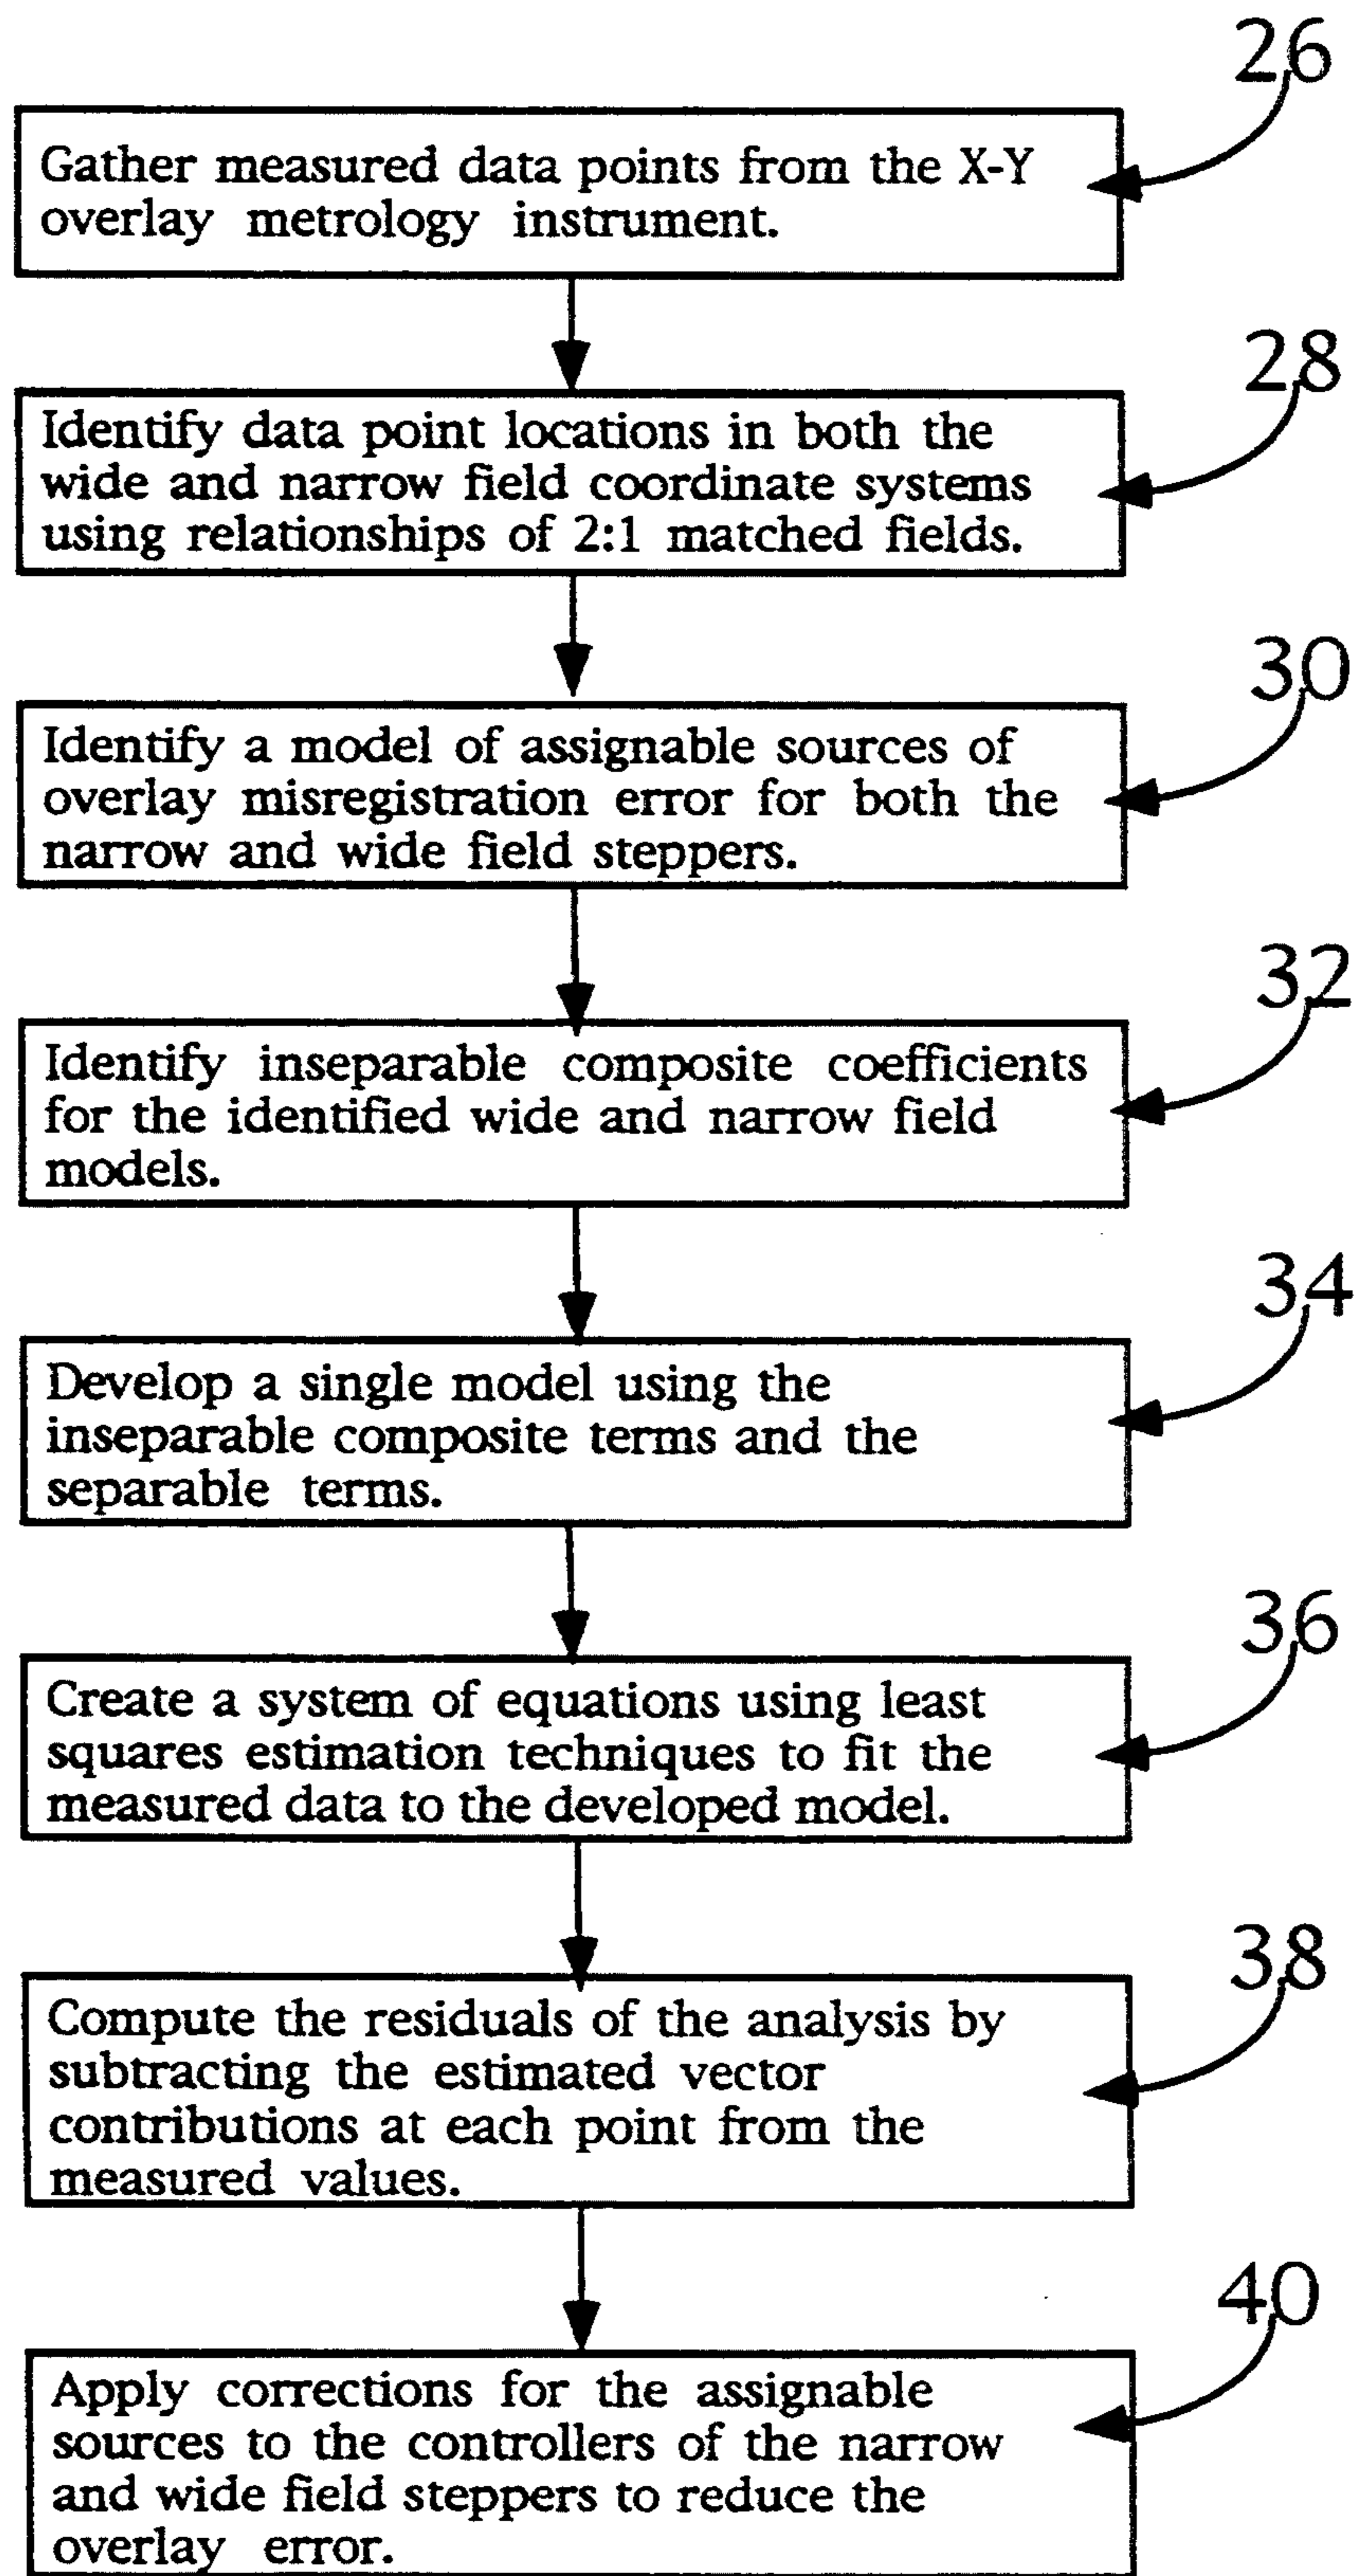 26
Gather measured data points from the X-Y
overlay metrology instrument.
28
Identify data point locations in both the
wide and narrow field coordinate systems
using relationships of 2:1 matched fields.
30
Identify a model of assignable sources of
overlay misregistration error for both the
narrow and wide field steppers.
32
Identify inseparable composite coefficients
for the identified wide and narrow field
models.
34
Develop a single model using the
inseparable composite terms and the
separable terms.
36
Create a system of equations using least
squares estimation techniques to fit the
measured data to the developed model.
38
Compute the residuals of the analysis by
subtracting the estimated vector
contributions at each point from the
measured values.
40
Apply corrections for the assignable
sources to the controllers of the narrow
and wide field steppers to reduce the
overlay error.